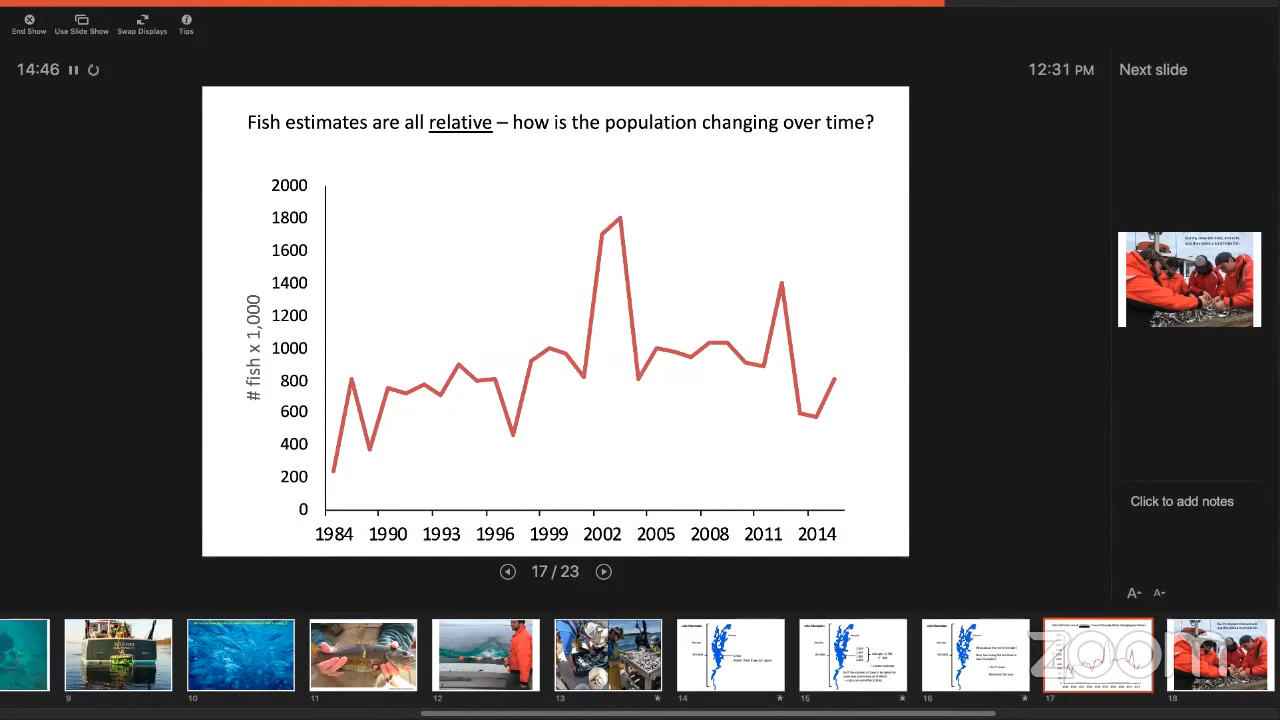 End Show
Use Slide Show
Swap Displays
Tips
14:46
12:31 PM
Next slide
Fish estimates are all relative – how is the population changing over time?
# fish x 1,000
2000
1800
1600
1400
1200
1000
800
600
400
200
0
1984 1990 1993 1996 1999 2002 2005 2008 2011 2014
Click to add notes
A A
17 / 23
9
10
11
12
13
14
15
16
17
18
zoom